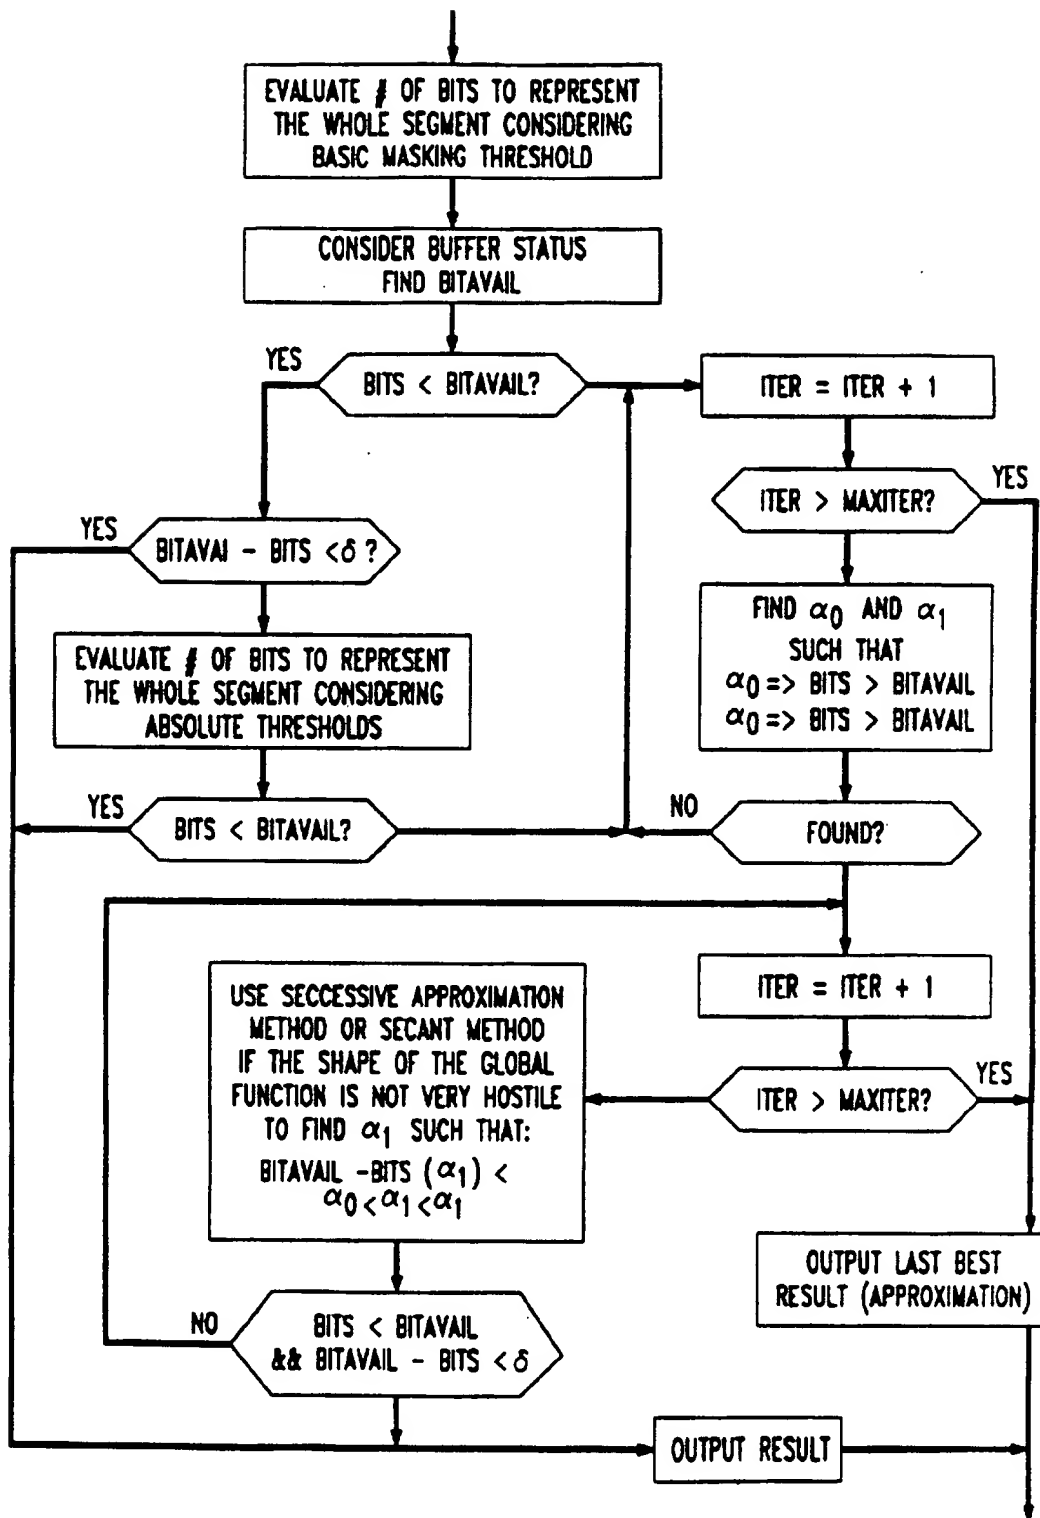 EVALUATE # OF BITS TO REPRESENT
THE WHOLE SEGMENT CONSIDERING
BASIC MASKING THRESHOLD
CONSIDER BUFFER STATUS
FIND BITAVAIL
YES
BITS < BITAVAIL?
ITER = ITER + 1
ITER > MAXITER?
YES
YES
BITAVAI - BITS < δ ?
FIND α0 AND α1
SUCH THAT
α0 => BITS > BITAVAIL
α0 => BITS > BITAVAIL
EVALUATE # OF BITS TO REPRESENT
THE WHOLE SEGMENT CONSIDERING
ABSOLUTE THRESHOLDS
YES
BITS < BITAVAIL?
NO
FOUND?
ITER = ITER + 1
USE SECCESSIVE APPROXIMATION
METHOD OR SECANT METHOD
IF THE SHAPE OF THE GLOBAL
FUNCTION IS NOT VERY HOSTILE
TO FIND α1 SUCH THAT:
BITAVAIL -BITS (α1) <
α0 < α1 < α1
ITER > MAXITER?
YES
OUTPUT LAST BEST
RESULT (APPROXIMATION)
NO
BITS < BITAVAIL
&& BITAVAIL - BITS < δ
OUTPUT RESULT